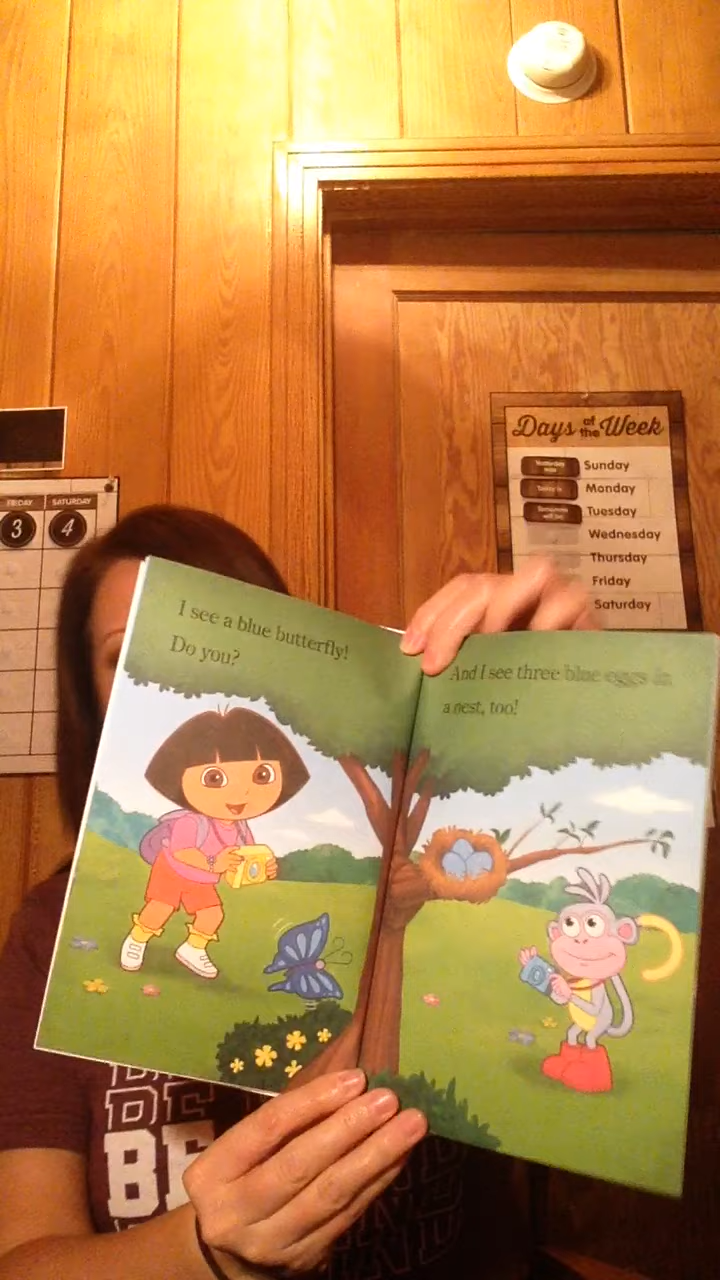 FRIDAY SATURDAY
3 4
Days of the Week
Sunday
Monday
Tuesday
Wednesday
Thursday
Friday
Saturday
I see a blue butterfly!
Do you?
And I see three blue eggs in
a nest, too!